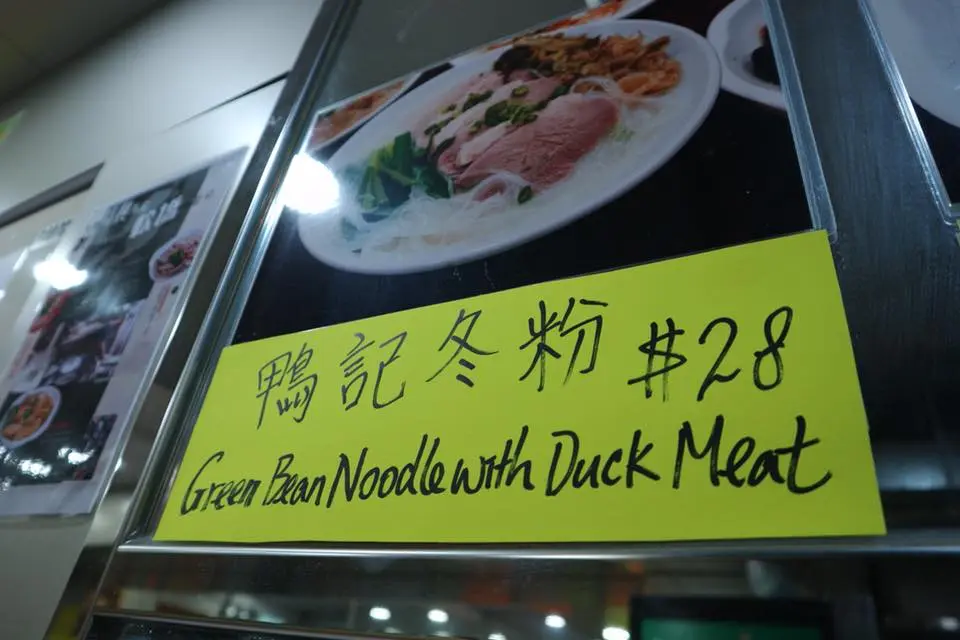 鴨記冬粉 $28
Green Bean Noodle with Duck Meat